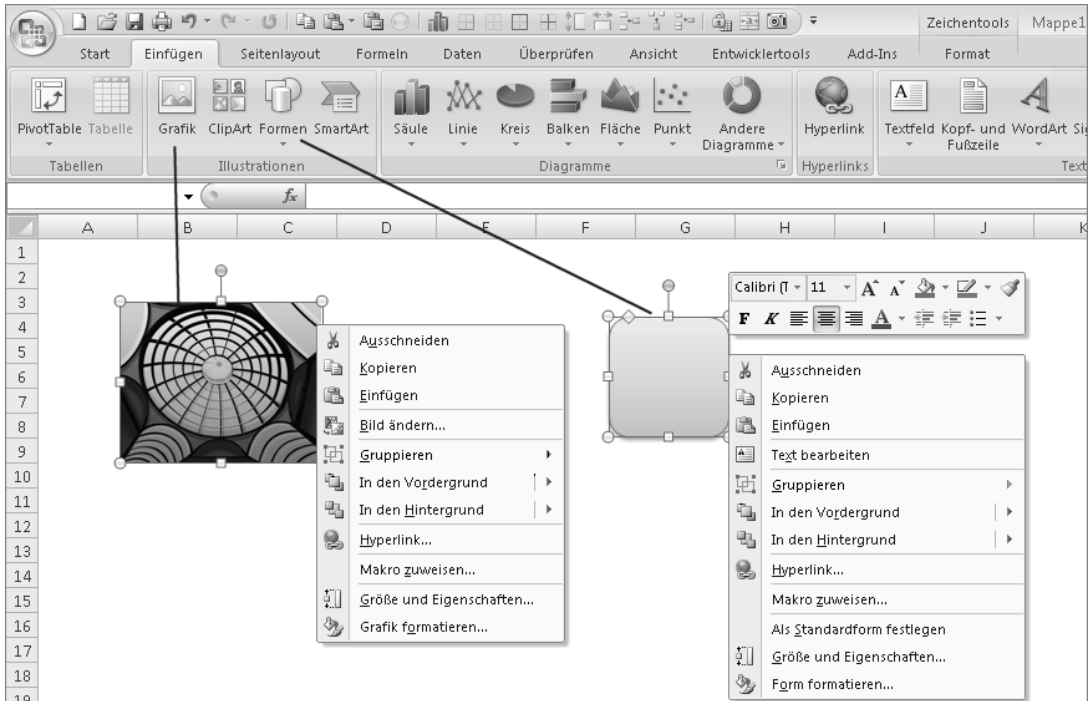 Zeichentools Mappe1
Start Einfügen Seitenlayout Formeln Daten Überprüfen Ansicht Entwicklertools Add-Ins Format
PivotTable Tabelle Grafik ClipArt Formen SmartArt Säule Linie Kreis Balken Fläche Punkt Andere Diagramme Hyperlink Textfeld Kopf- und Fußzeile WordArt
Tabellen Illustrationen Diagramme Hyperlinks Text
fx
A B C D E F G H I J K
1
2
3
4
5
6
7
8
9
10
11
12
13
14
15
16
17
18
19
Ausschneiden
Kopieren
Einfügen
Bild ändern...
Gruppieren
In den Vordergrund
In den Hintergrund
Hyperlink...
Makro zuweisen...
Größe und Eigenschaften...
Grafik formatieren...
Calibri (T 11 A A
F K A
Ausschneiden
Kopieren
Einfügen
Text bearbeiten
Gruppieren
In den Vordergrund
In den Hintergrund
Hyperlink...
Makro zuweisen...
Als Standardform festlegen
Größe und Eigenschaften...
Form formatieren...